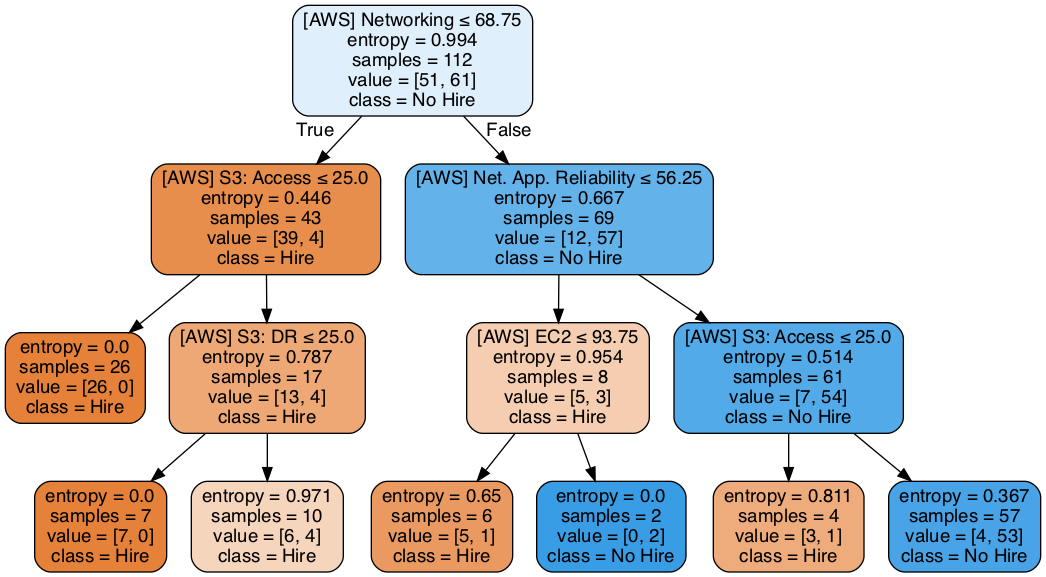 [AWS] Networking ≤ 68.75
entropy = 0.994
samples = 112
value = [51, 61]
class = No Hire
True
False
[AWS] S3: Access ≤ 25.0
entropy = 0.446
samples = 43
value = [39, 4]
class = Hire
[AWS] Net. App. Reliability ≤ 56.25
entropy = 0.667
samples = 69
value = [12, 57]
class = No Hire
entropy = 0.0
samples = 26
value = [26, 0]
class = Hire
[AWS] S3: DR ≤ 25.0
entropy = 0.787
samples = 17
value = [13, 4]
class = Hire
[AWS] EC2 ≤ 93.75
entropy = 0.954
samples = 8
value = [5, 3]
class = Hire
[AWS] S3: Access ≤ 25.0
entropy = 0.514
samples = 61
value = [7, 54]
class = No Hire
entropy = 0.0
samples = 7
value = [7, 0]
class = Hire
entropy = 0.971
samples = 10
value = [6, 4]
class = Hire
entropy = 0.65
samples = 6
value = [5, 1]
class = Hire
entropy = 0.0
samples = 2
value = [0, 2]
class = No Hire
entropy = 0.811
samples = 4
value = [3, 1]
class = Hire
entropy = 0.367
samples = 57
value = [4, 53]
class = No Hire